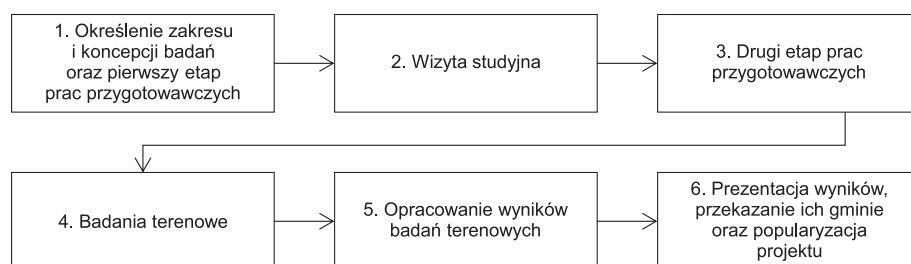 1. Określenie zakresu
i koncepcji badań
oraz pierwszy etap
prac przygotowawczych
2. Wizyta studyjna
3. Drugi etap prac
przygotowawczych
4. Badania terenowe
5. Opracowanie wyników
badań terenowych
6. Prezentacja wyników,
przekazanie ich gminie
oraz popularyzacja
projektu